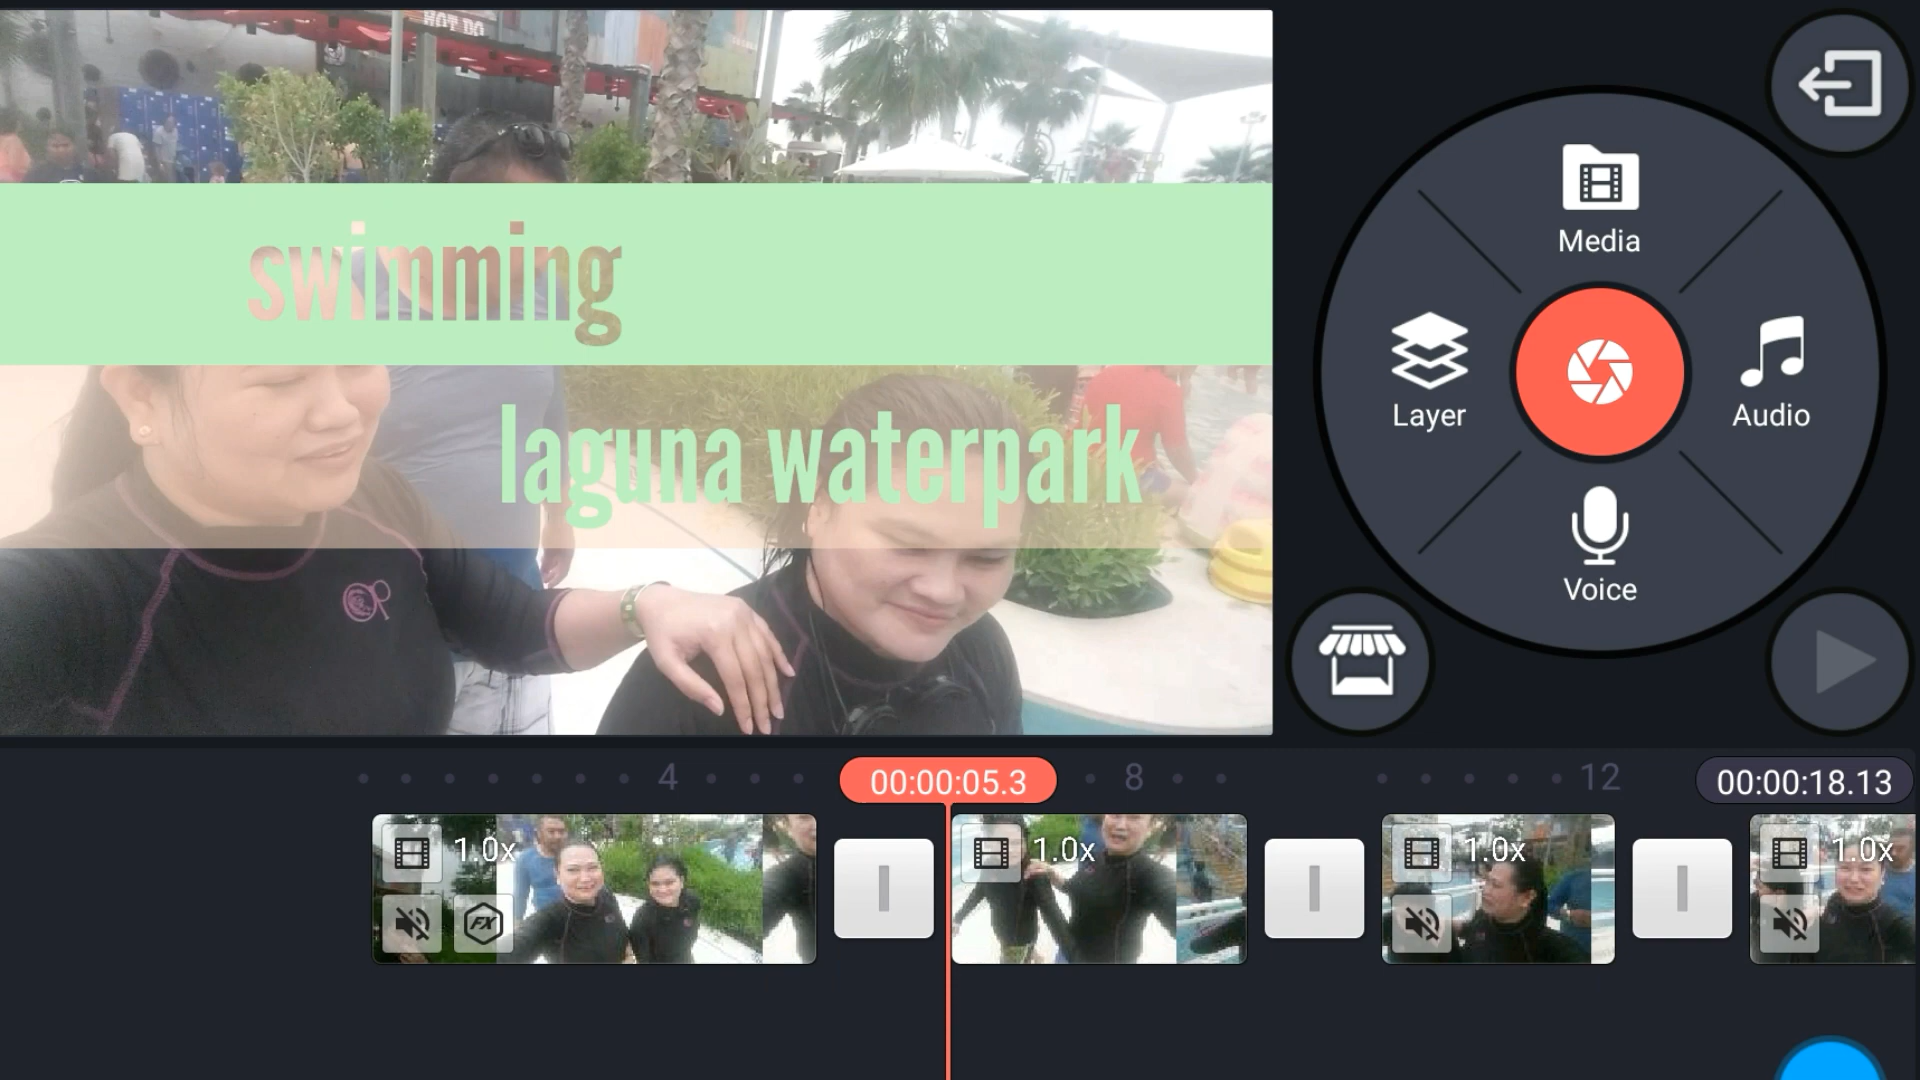 HOT DO
swimming
laguna waterpark
Media
Layer
Audio
Voice
4
00:00:05.3
8
12
00:00:18.13
1.0x
1.0x
1.0x
1.0x
FX